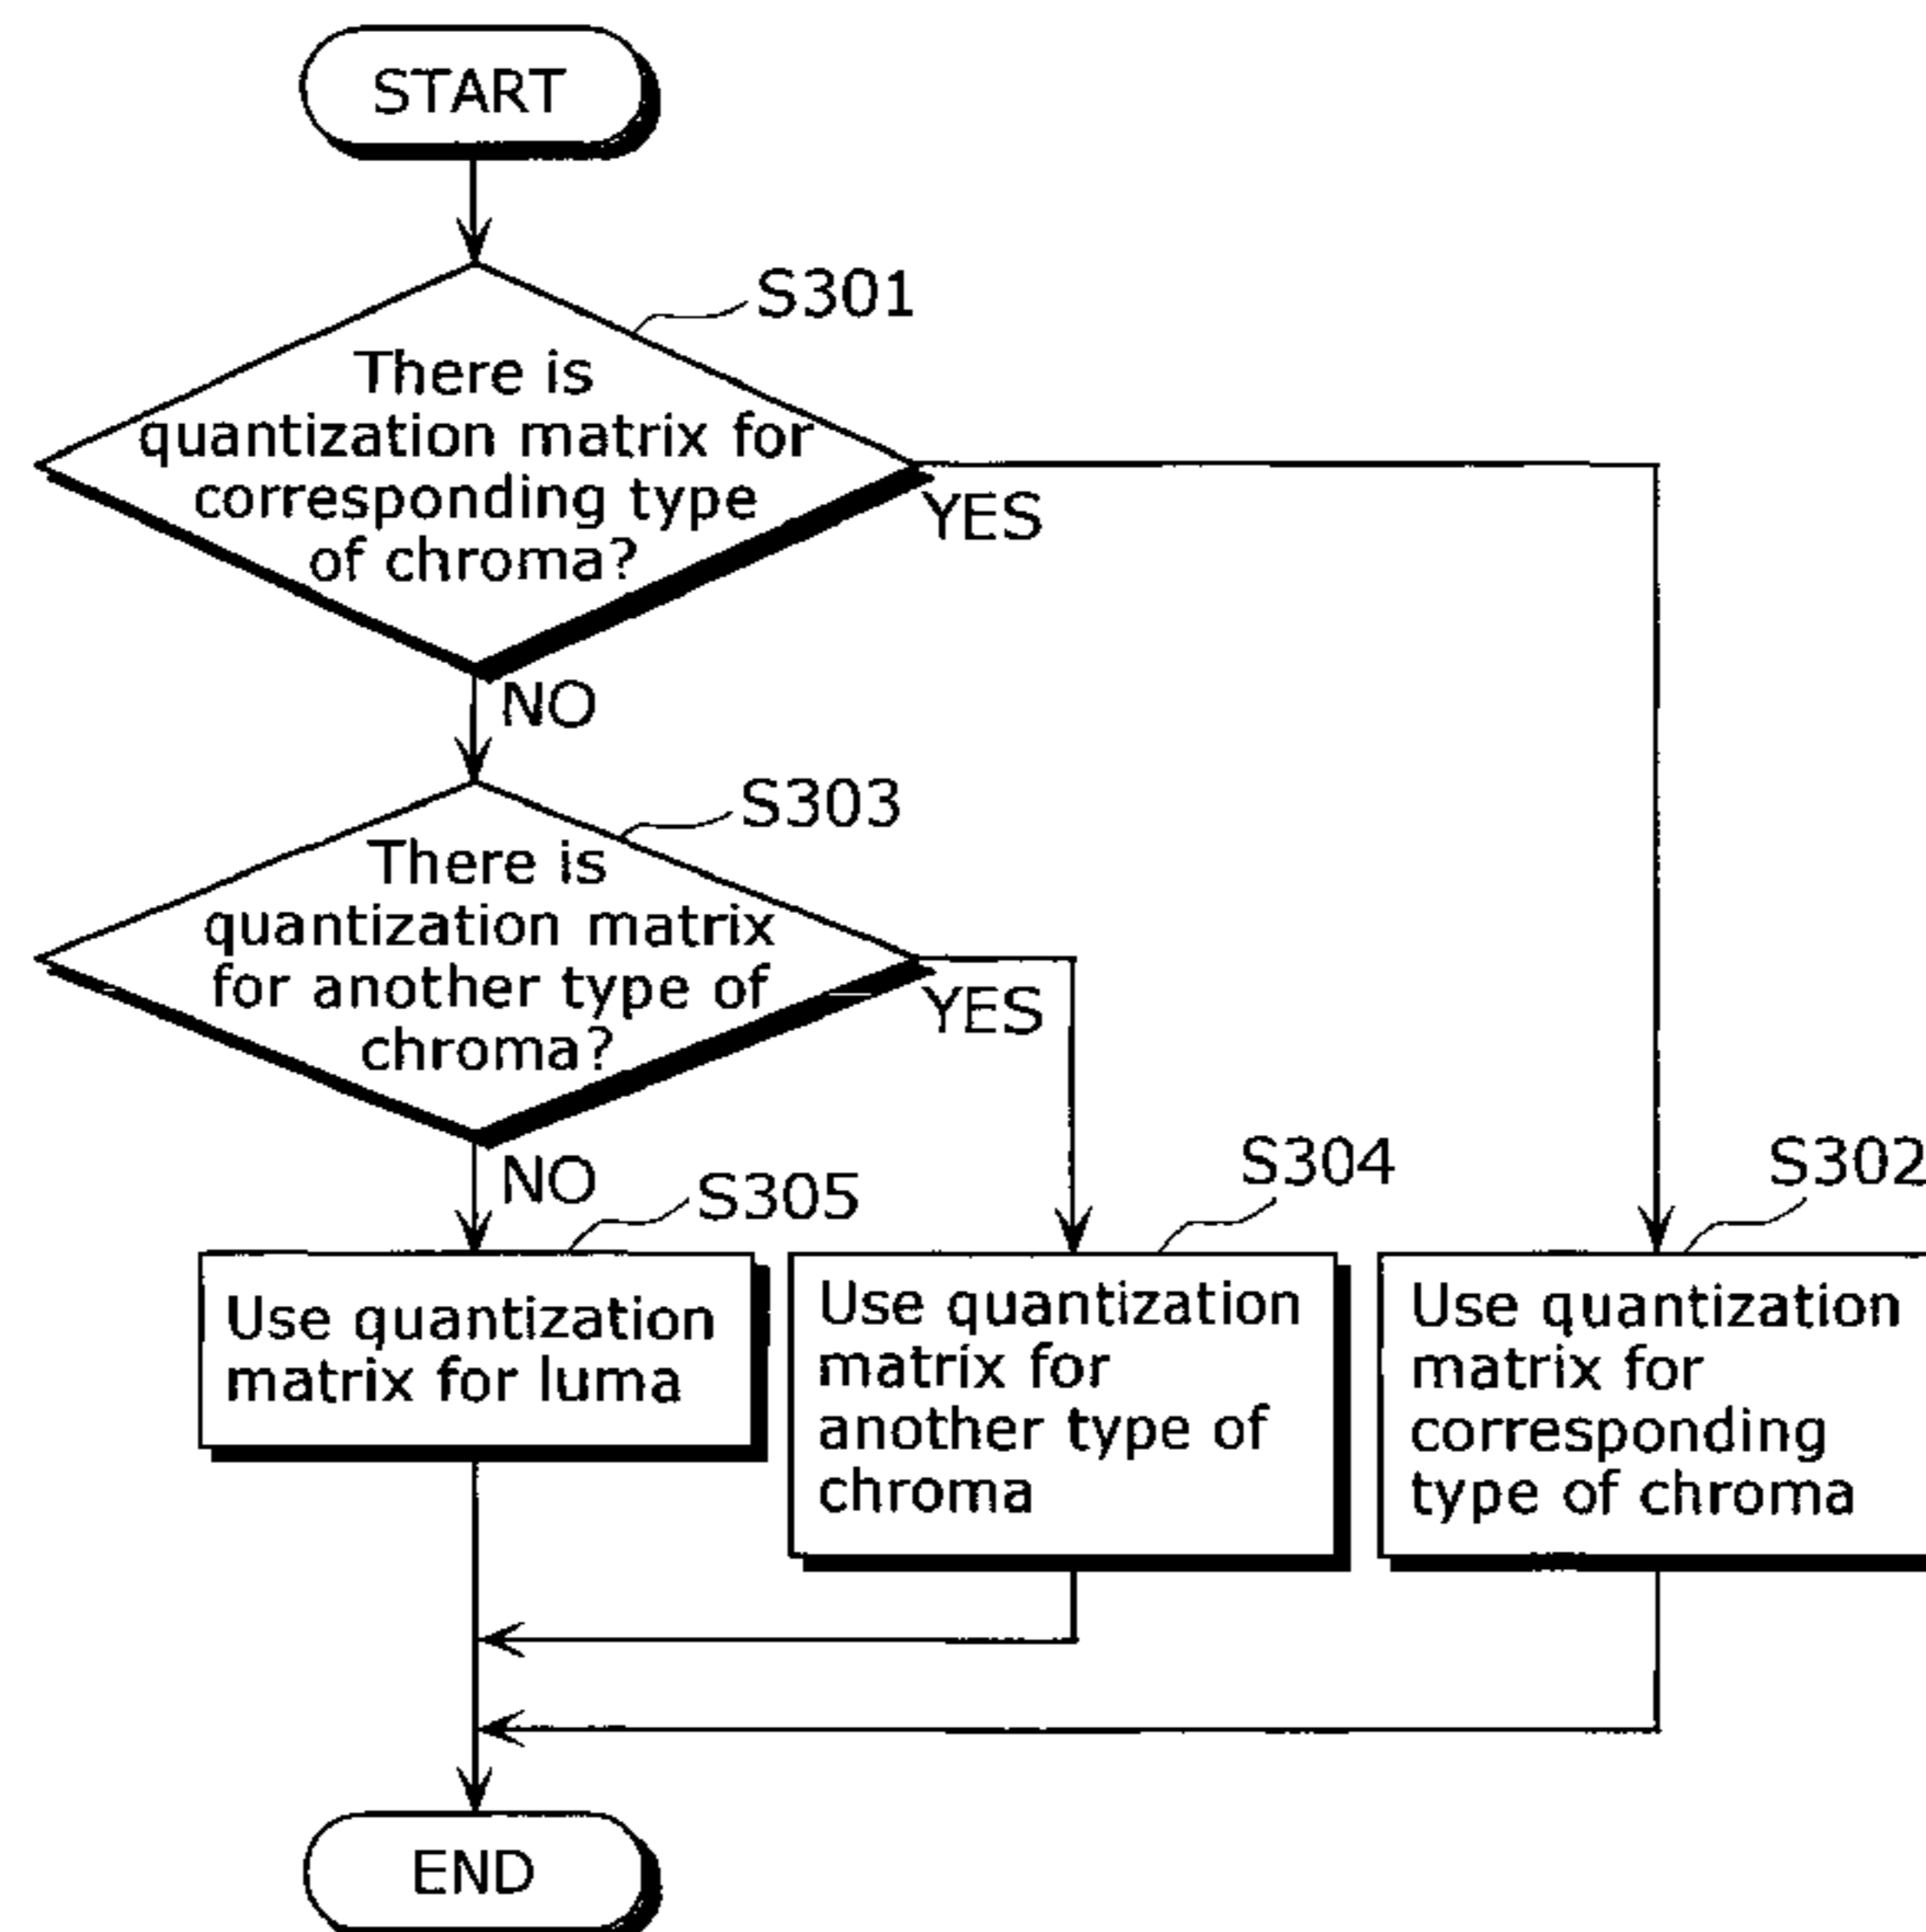 START
S301
There is
quantization matrix for
corresponding type
of chroma?
YES
NO
S303
There is
quantization matrix
for another type of
chroma?
YES
NO
S305
S304
S302
Use quantization
matrix for luma
Use quantization
matrix for
another type of
chroma
Use quantization
matrix for
corresponding
type of chroma
END